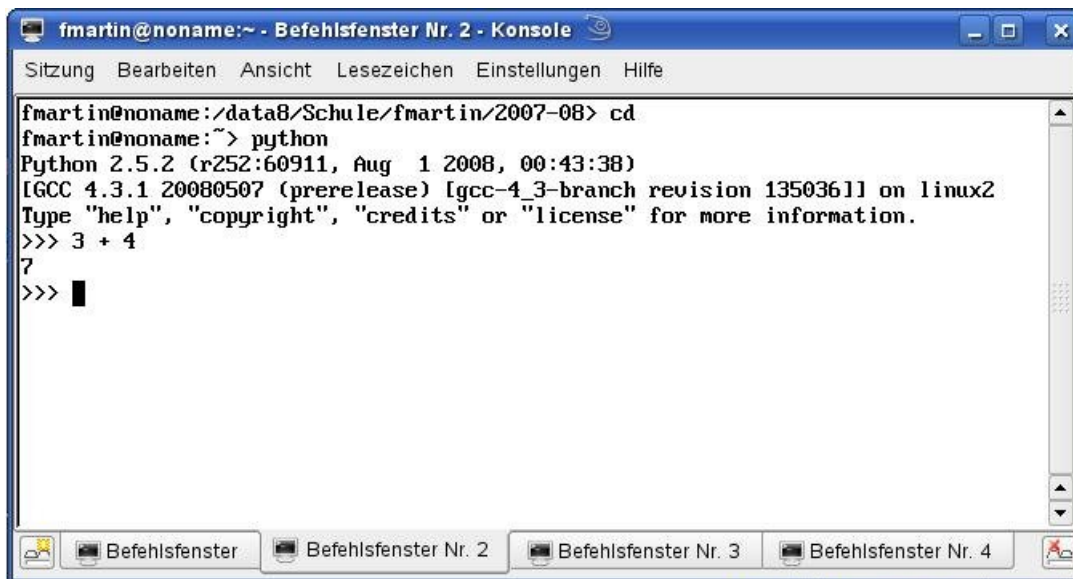 fmartin@noname:~ - Befehlsfenster Nr. 2 - Konsole
Sitzung Bearbeiten Ansicht Lesezeichen Einstellungen Hilfe
fmartin@noname:/data8/Schule/fmartin/2007-08> cd
fmartin@noname:~> python
Python 2.5.2 (r252:60911, Aug  1 2008, 00:43:38)
[GCC 4.3.1 20080507 (prerelease) [gcc-4_3-branch revision 135036]] on linux2
Type "help", "copyright", "credits" or "license" for more information.
>>> 3 + 4
7
>>>
Befehlsfenster Befehlsfenster Nr. 2 Befehlsfenster Nr. 3 Befehlsfenster Nr. 4